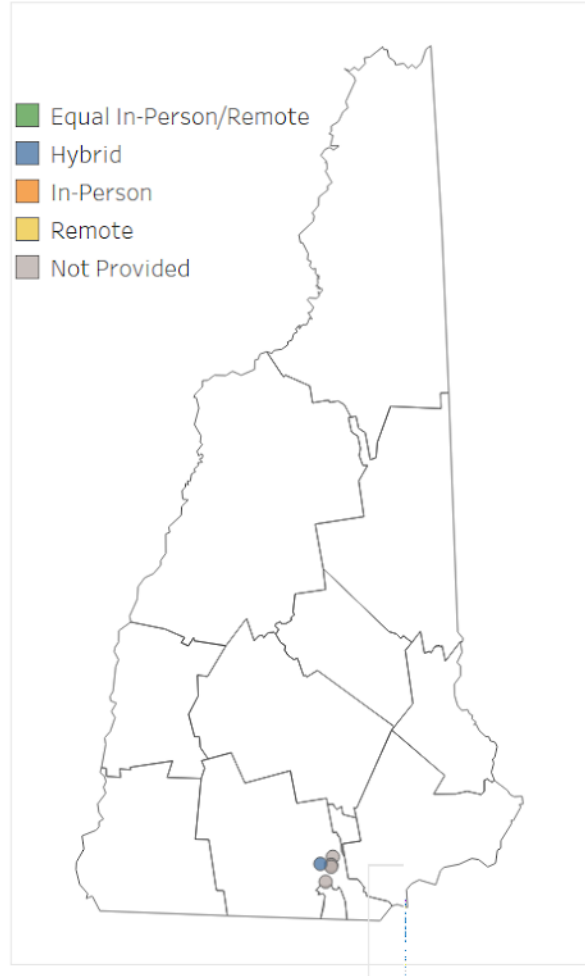 Equal In-Person/Remote
Hybrid
In-Person
Remote
Not Provided